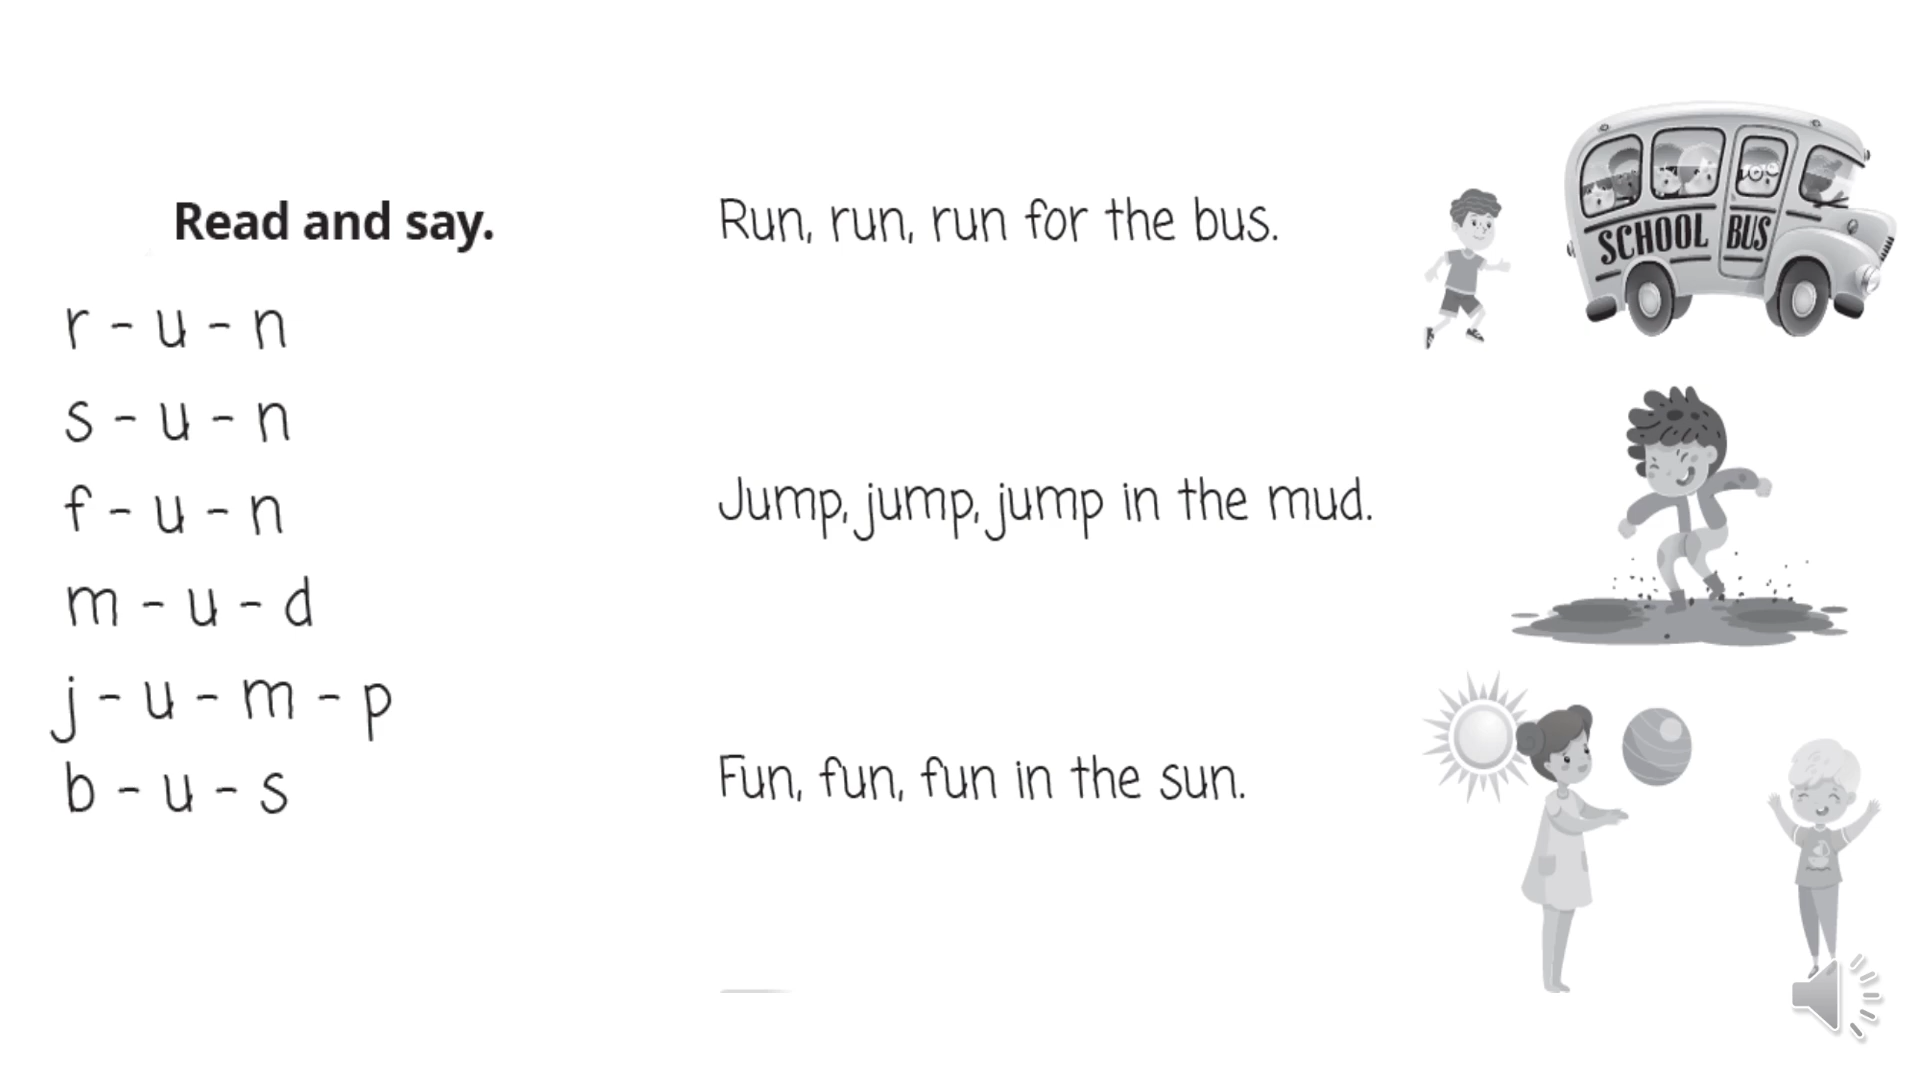 Read and say.
r - u - n
s - u - n
f - u - n
m - u - d
j - u - m - p
b - u - s
Run, run, run for the bus.
SCHOOL BUS
Jump, jump, jump in the mud.
Fun, fun, fun in the sun.